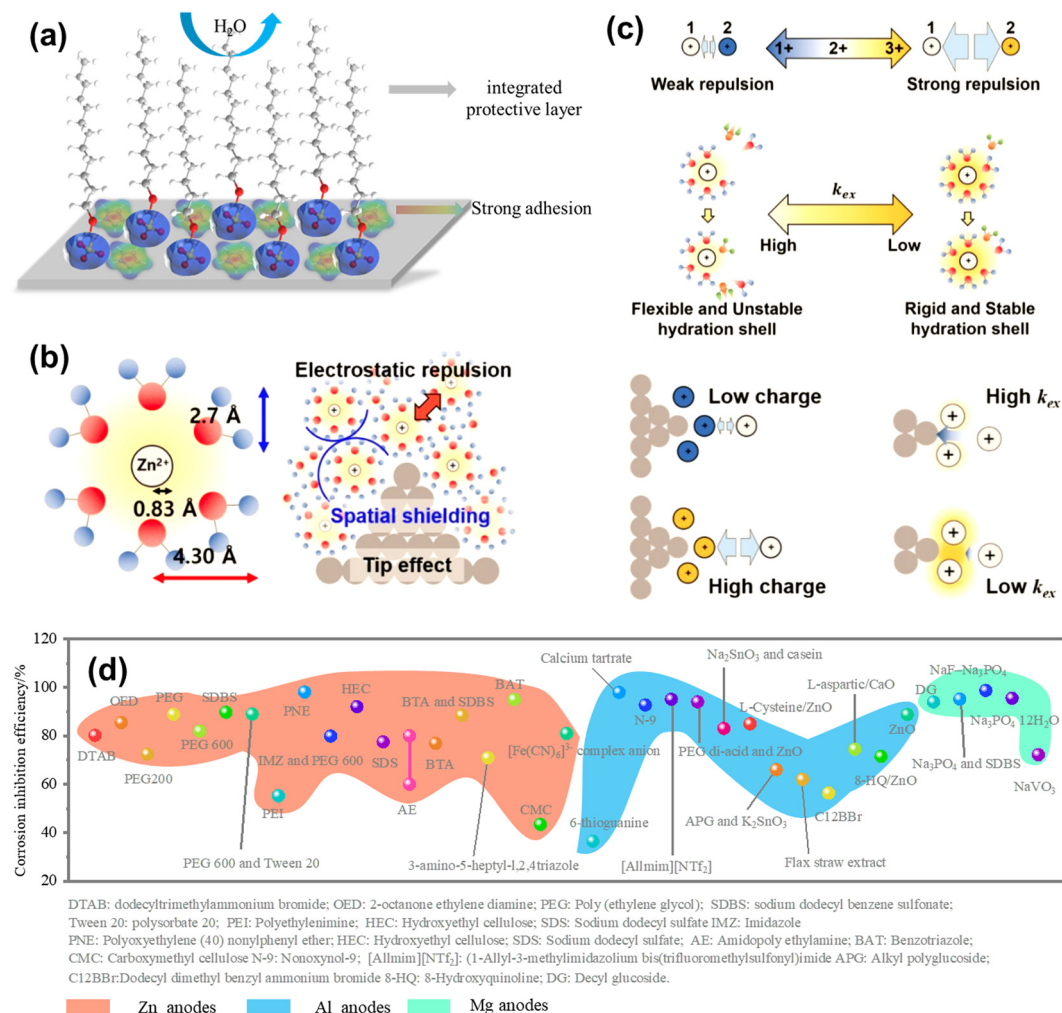 (a)
H₂O
integrated
protective layer
Strong adhesion
(b)
2.7 Å
Zn²⁺
0.83 Å
4.30 Å
Electrostatic repulsion
Spatial shielding
Tip effect
(c)
1 2 1+ 2+ 3+ 1 2
Weak repulsion Strong repulsion
kₑₓ
High Low
Flexible and Unstable
hydration shell
Rigid and Stable
hydration shell
Low charge
High kₑₓ
High charge
Low kₑₓ
(d)
Corrosion inhibition efficiency/%
120
100
80
60
40
20
DTAB
OED
PEG200
PEG
PEG 600
SDBS
PEG 600 and Tween 20
PEI
PNE
IMZ and PEG 600
HEC
SDS
AE
BTA
BTA and SDBS
3-amino-5-heptyl-l,2,4triazole
BAT
CMC
[Fe(CN)₆]³⁻ complex anion
6-thioguanine
Calcium tartrate
N-9
[Allmim][NTf₂]
PEG di-acid and ZnO
Na₂SnO₃ and casein
L-Cysteine/ZnO
APG and K₂SnO₃
Flax straw extract
C12BBr
L-aspartic/CaO
8-HQ/ZnO
ZnO
DG
Na₃PO₄ and SDBS
NaF–Na₃PO₄
Na₃PO₄ 12H₂O
NaVO₃
DTAB: dodecyltrimethylammonium bromide; OED: 2-octanone ethylene diamine; PEG: Poly (ethylene glycol); SDBS: sodium dodecyl benzene sulfonate;
Tween 20: polysorbate 20; PEI: Polyethylenimine; HEC: Hydroxyethyl cellulose; SDS: Sodium dodecyl sulfate IMZ: Imidazole
PNE: Polyoxyethylene (40) nonylphenyl ether; HEC: Hydroxyethyl cellulose; SDS: Sodium dodecyl sulfate; AE: Amidopoly ethylamine; BAT: Benzotriazole;
CMC: Carboxymethyl cellulose N-9: Nonoxynol-9; [Allmim][NTf₂]: (1-Allyl-3-methylimidazolium bis(trifluoromethylsulfonyl)imide APG: Alkyl polyglucoside;
C12BBr:Dodecyl dimethyl benzyl ammonium bromide 8-HQ: 8-Hydroxyquinoline; DG: Decyl glucoside.
Zn anodes Al anodes Mg anodes